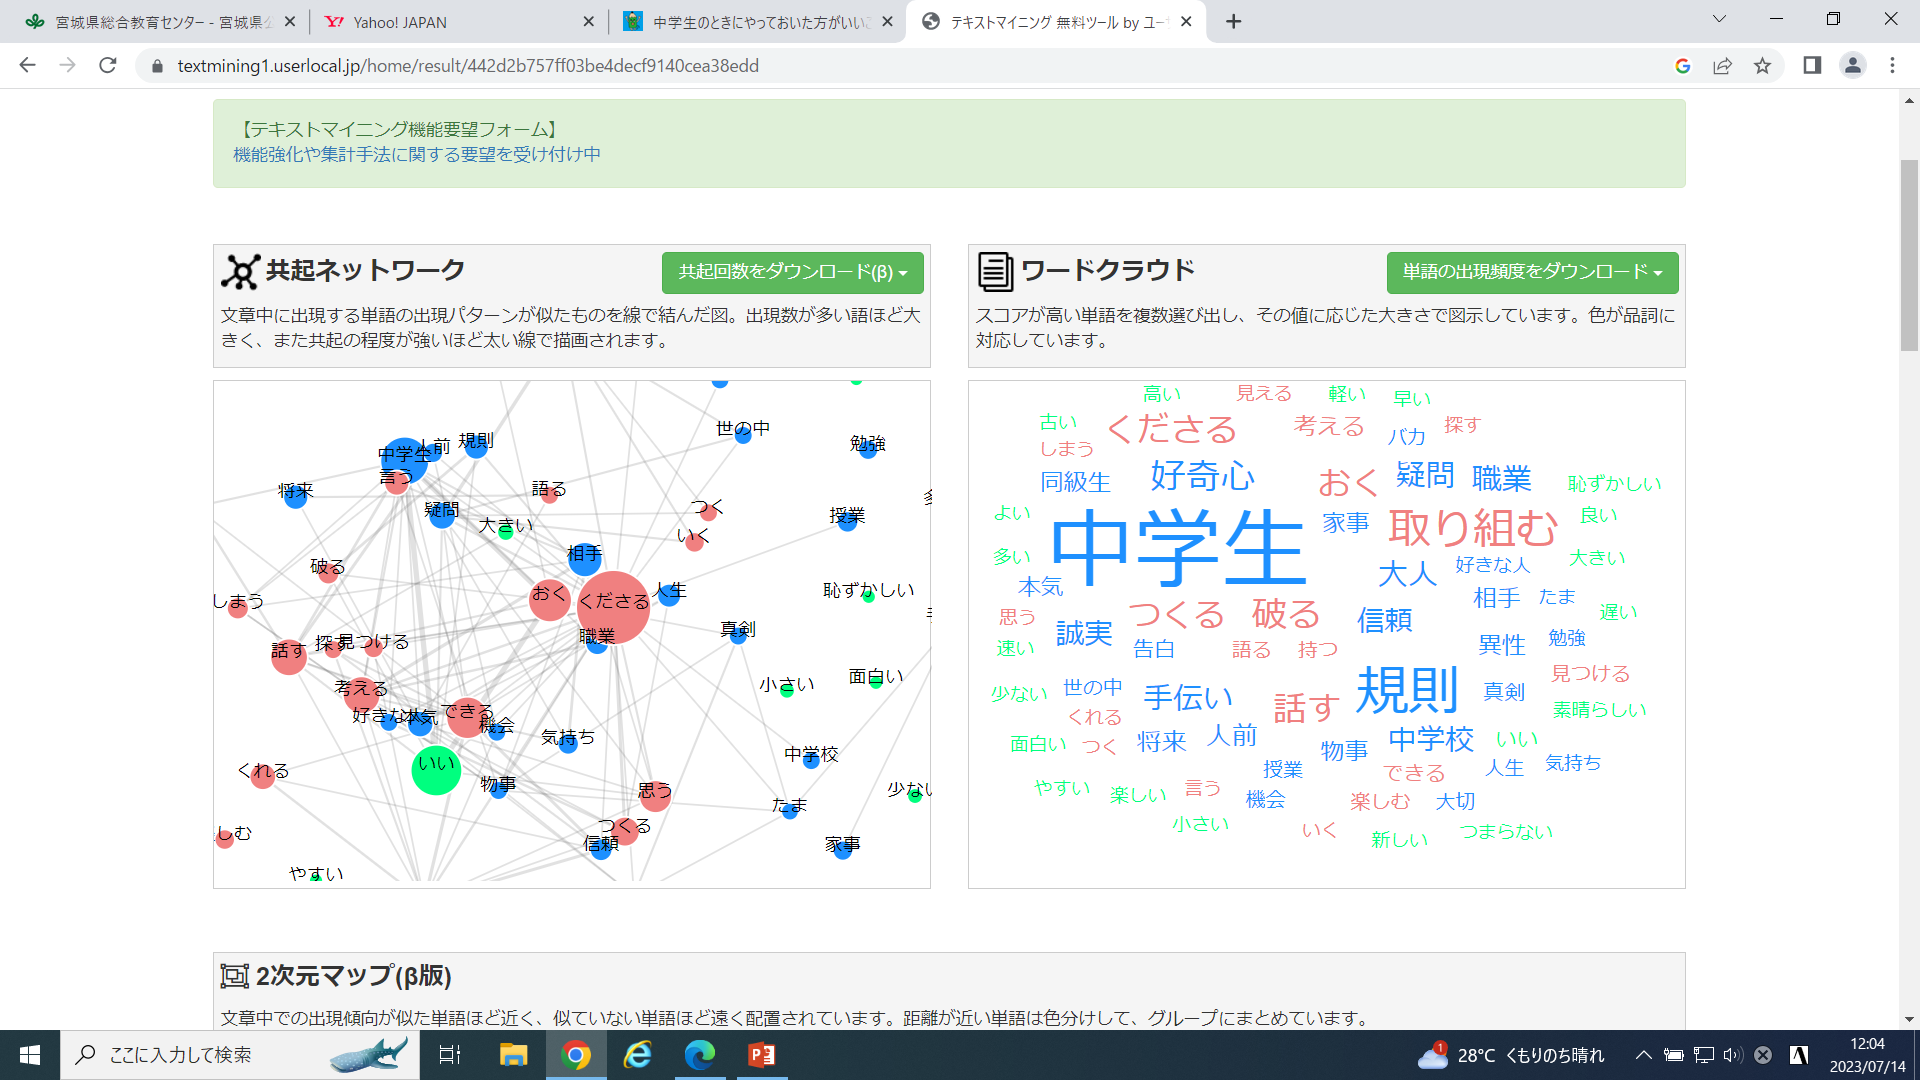 宮城県総合教育センター - 宮城県公
Yahoo! JAPAN
中学生のときにやっておいた方がいいこ
テキストマイニング 無料ツール by ユーザ
textmining1.userlocal.jp/home/result/442d2b757ff03be4decf9140cea38edd
【テキストマイニング機能要望フォーム】
機能強化や集計手法に関する要望を受け付け中
共起ネットワーク
共起回数をダウンロード(β)
文章中に出現する単語の出現パターンが似たものを線で結んだ図。出現数が多い語ほど大
きく、また共起の程度が強いほど太い線で描画されます。
世の中
勉強
中学生
人前
規則
言う
将来
語る
疑問
大きい
つく
授業
いく
相手
破る
おく
くださる
人生
恥ずかしい
しまう
職業
真剣
話す
探す
見つける
考える
小さい
面白い
好きな人
本気
できる
機会
気持ち
中学校
いい
くれる
物事
思う
少ない
たま
つくる
信頼
家事
しむ
やすい
ワードクラウド
単語の出現頻度をダウンロード
スコアが高い単語を複数選び出し、その値に応じた大きさで図示しています。色が品詞に
対応しています。
高い 見える 軽い 早い
古い くださる 考える バカ 探す
しまう
同級生 好奇心 おく 疑問 職業 恥ずかしい
よい 中学生 家事 取り組む 良い
多い 大人 好きな人 大きい
本気 相手 たま
思う つくる 破る 信頼 遅い
速い 誠実 告白 語る 持つ 異性 勉強
見つける
少ない 世の中 手伝い 話す 規則 真剣
くれる 素晴らしい
面白い つく 将来 人前 物事 中学校 いい
授業 できる 人生 気持ち
やすい 楽しい 言う 機会 楽しむ 大切
小さい いく 新しい つまらない
2次元マップ(β版)
文章中での出現傾向が似た単語ほど近く、似ていない単語ほど遠く配置されています。距離が近い単語は色分けして、グループにまとめています。
ここに入力して検索
1
28°C くもりのち晴れ
A
12:04
2023/07/14